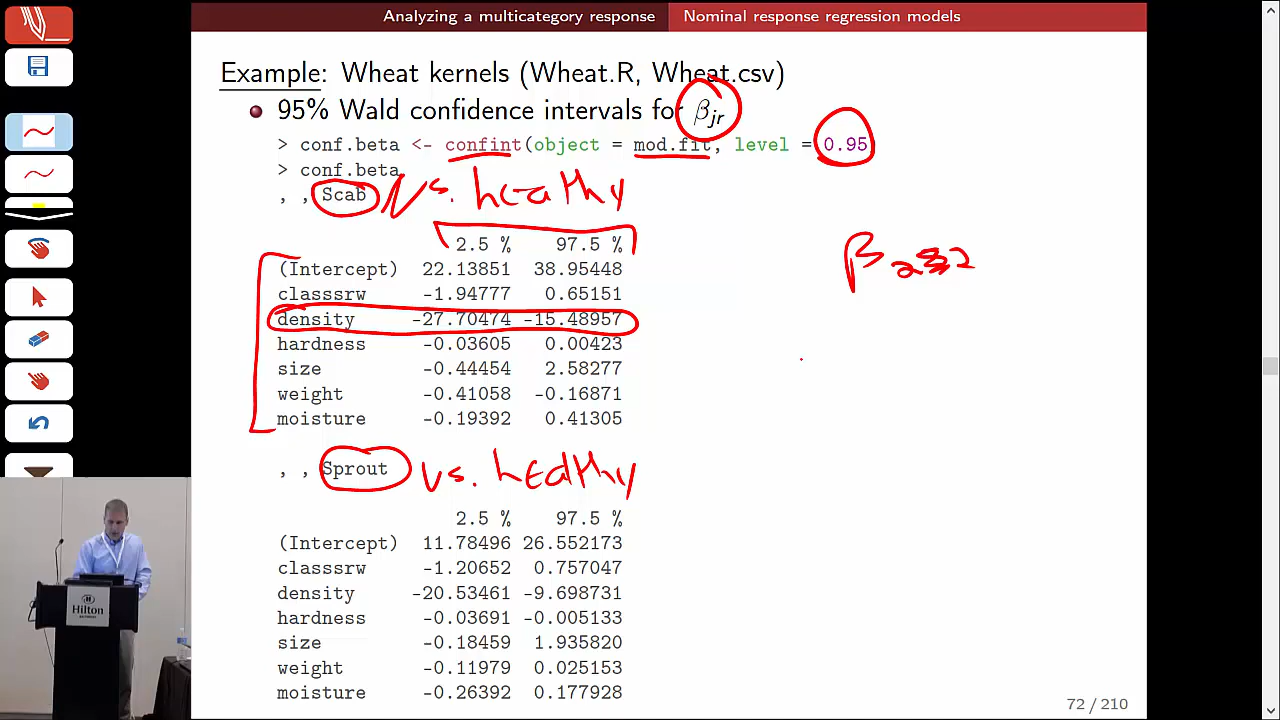 Analyzing a multicategory response Nominal response regression models
Example: Wheat kernels (Wheat.R, Wheat.csv)
95% Wald confidence intervals for βjr
> conf.beta <- confint(object = mod.fit, level = 0.95
> conf.beta
, , Scab Vs. healthy
2.5 % 97.5 %
(Intercept) 22.13851 38.95448
classsrw -1.94777 0.65151
density -27.70474 -15.48957
hardness -0.03605 0.00423
size -0.44454 2.58277
weight -0.41058 -0.16871
moisture -0.19392 0.41305
, , Sprout vs. healthy
2.5 % 97.5 %
(Intercept) 11.78496 26.552173
classsrw -1.20652 0.757047
density -20.53461 -9.698731
hardness -0.03691 -0.005133
size -0.18459 1.935820
weight -0.11979 0.025153
moisture -0.26392 0.177928
Hilton
72 / 210